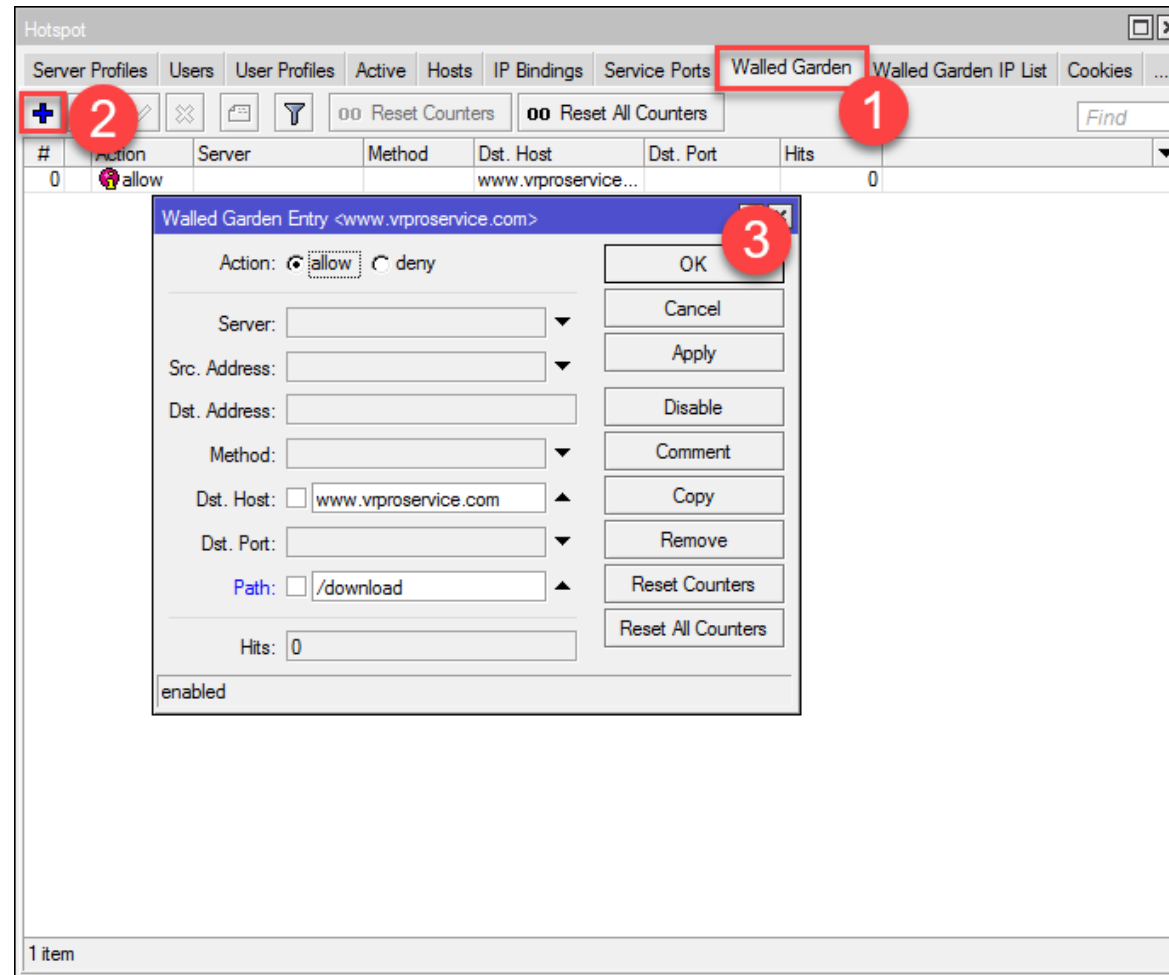 Hotspot
Server Profiles Users User Profiles Active Hosts IP Bindings Service Ports Walled Garden Walled Garden IP List Cookies ...
1
2 00 Reset Counters 00 Reset All Counters Find
# Action Server Method Dst. Host Dst. Port Hits
0 allow www.vrproservice... 0
Walled Garden Entry <www.vrproservice.com>
3
Action: allow deny OK
Cancel
Server:
Apply
Src. Address:
Dst. Address: Disable
Method: Comment
Dst. Host: www.vrproservice.com Copy
Dst. Port: Remove
Path: /download Reset Counters
Reset All Counters
Hits: 0
enabled
1 item